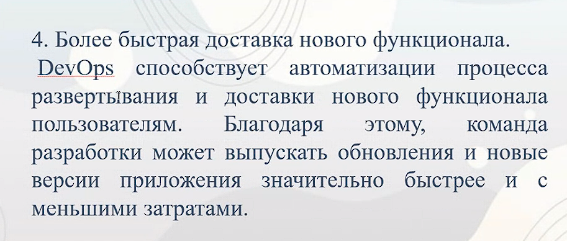 4. Более быстрая доставка нового функционала.
DevOps способствует автоматизации процесса
развертывания и доставки нового функционала
пользователям. Благодаря этому, команда
разработки может выпускать обновления и новые
версии приложения значительно быстрее и с
меньшими затратами.